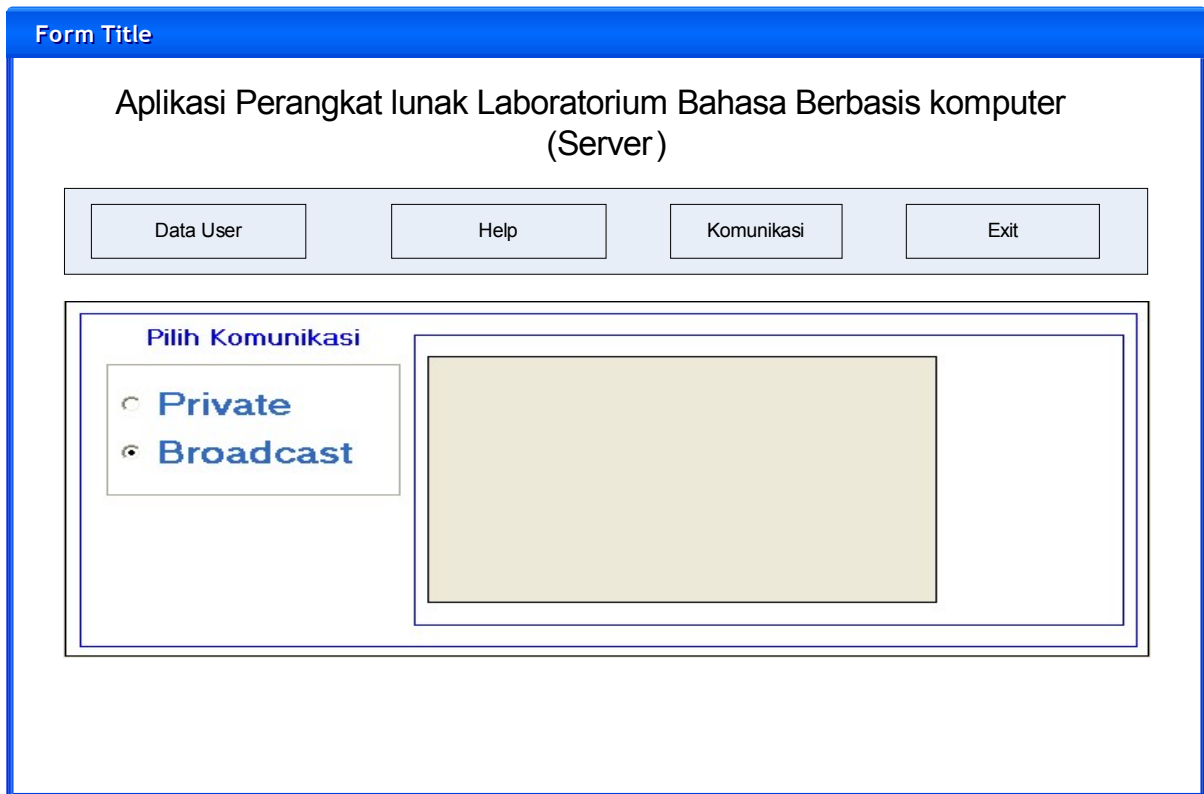 Form Title
Aplikasi Perangkat lunak Laboratorium Bahasa Berbasis komputer
(Server)
Data User
Help
Komunikasi
Exit
Pilih Komunikasi
Private
Broadcast